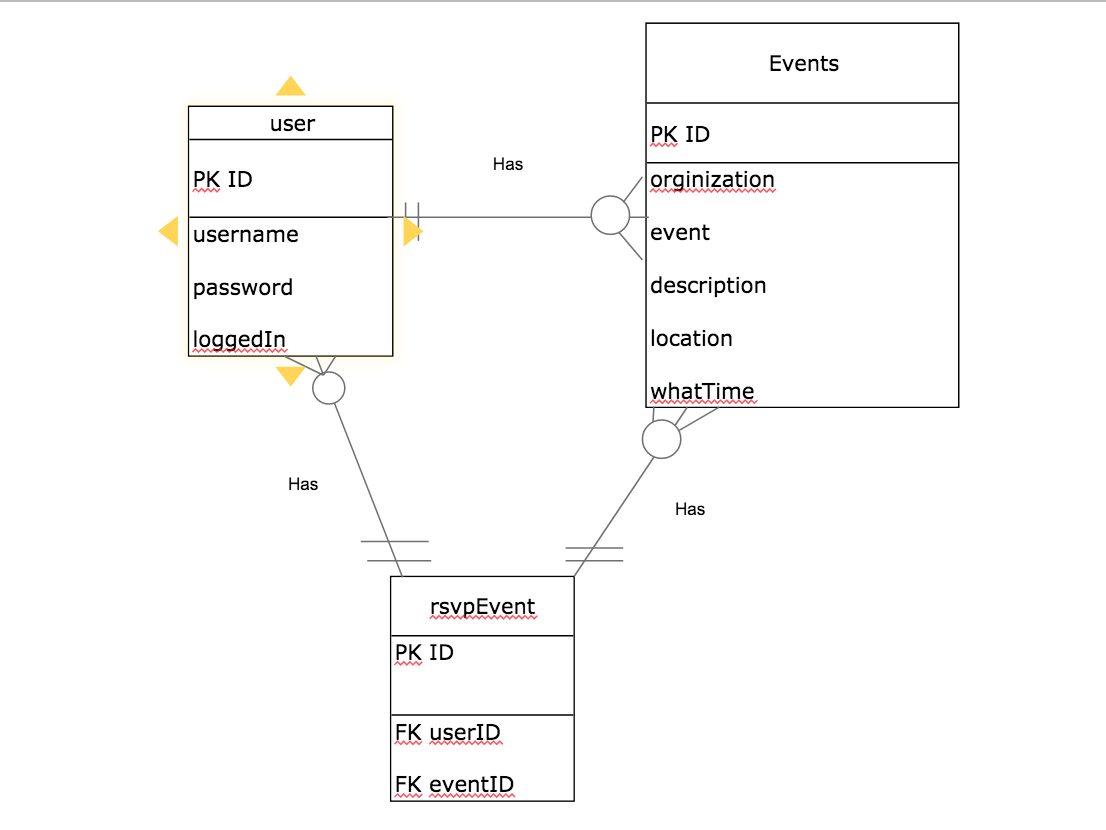 user
PK ID
username
password
loggedIn
Has
Events
PK ID
orginization
event
description
location
whatTime
Has
Has
rsvpEvent
PK ID
FK userID
FK eventID